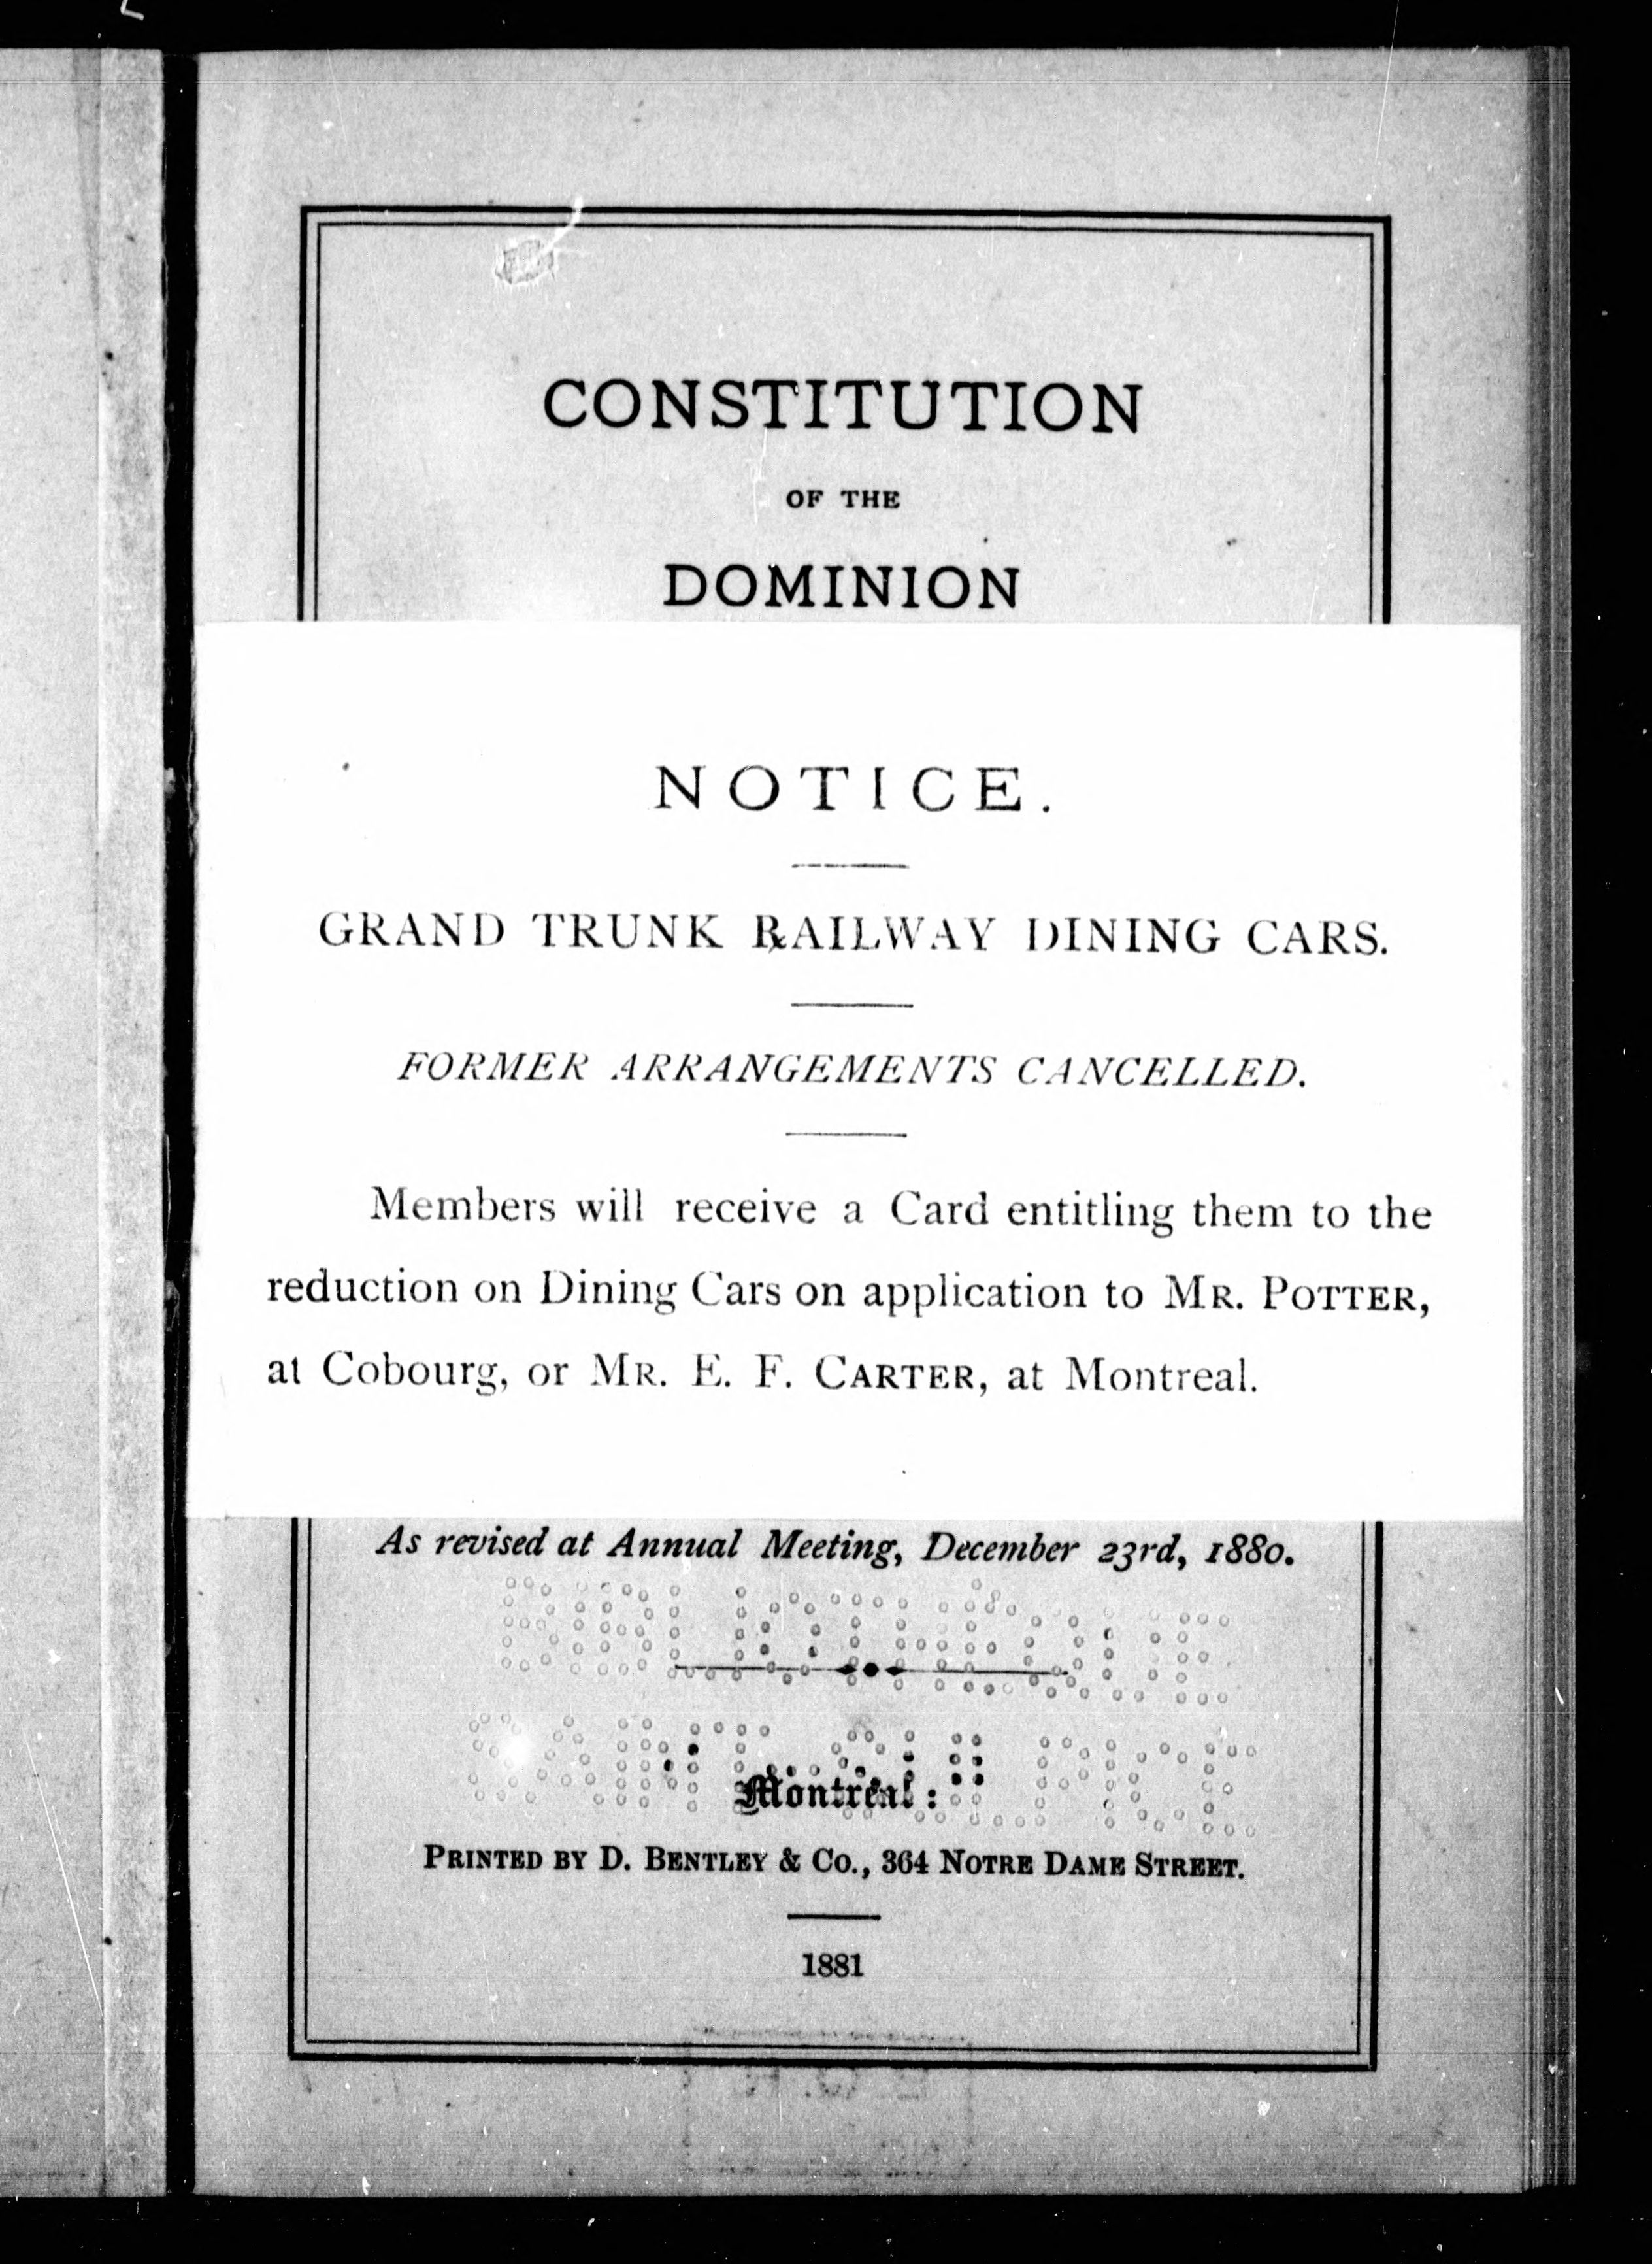 CONSTITUTION
OF THE
DOMINION
NOTICE.
GRAND TRUNK RAILWAY DINING CARS.
FORMER ARRANGEMENTS CANCELLED.
Members will receive a Card entitling them to the
reduction on Dining Cars on application to MR. POTTER,
at Cobourg, or MR. E. F. CARTER, at Montreal.
As revised at Annual Meeting, December 23rd, 1880.
Montreal:
PRINTED BY D. BENTLEY & CO., 364 NOTRE DAME STREET.
1881